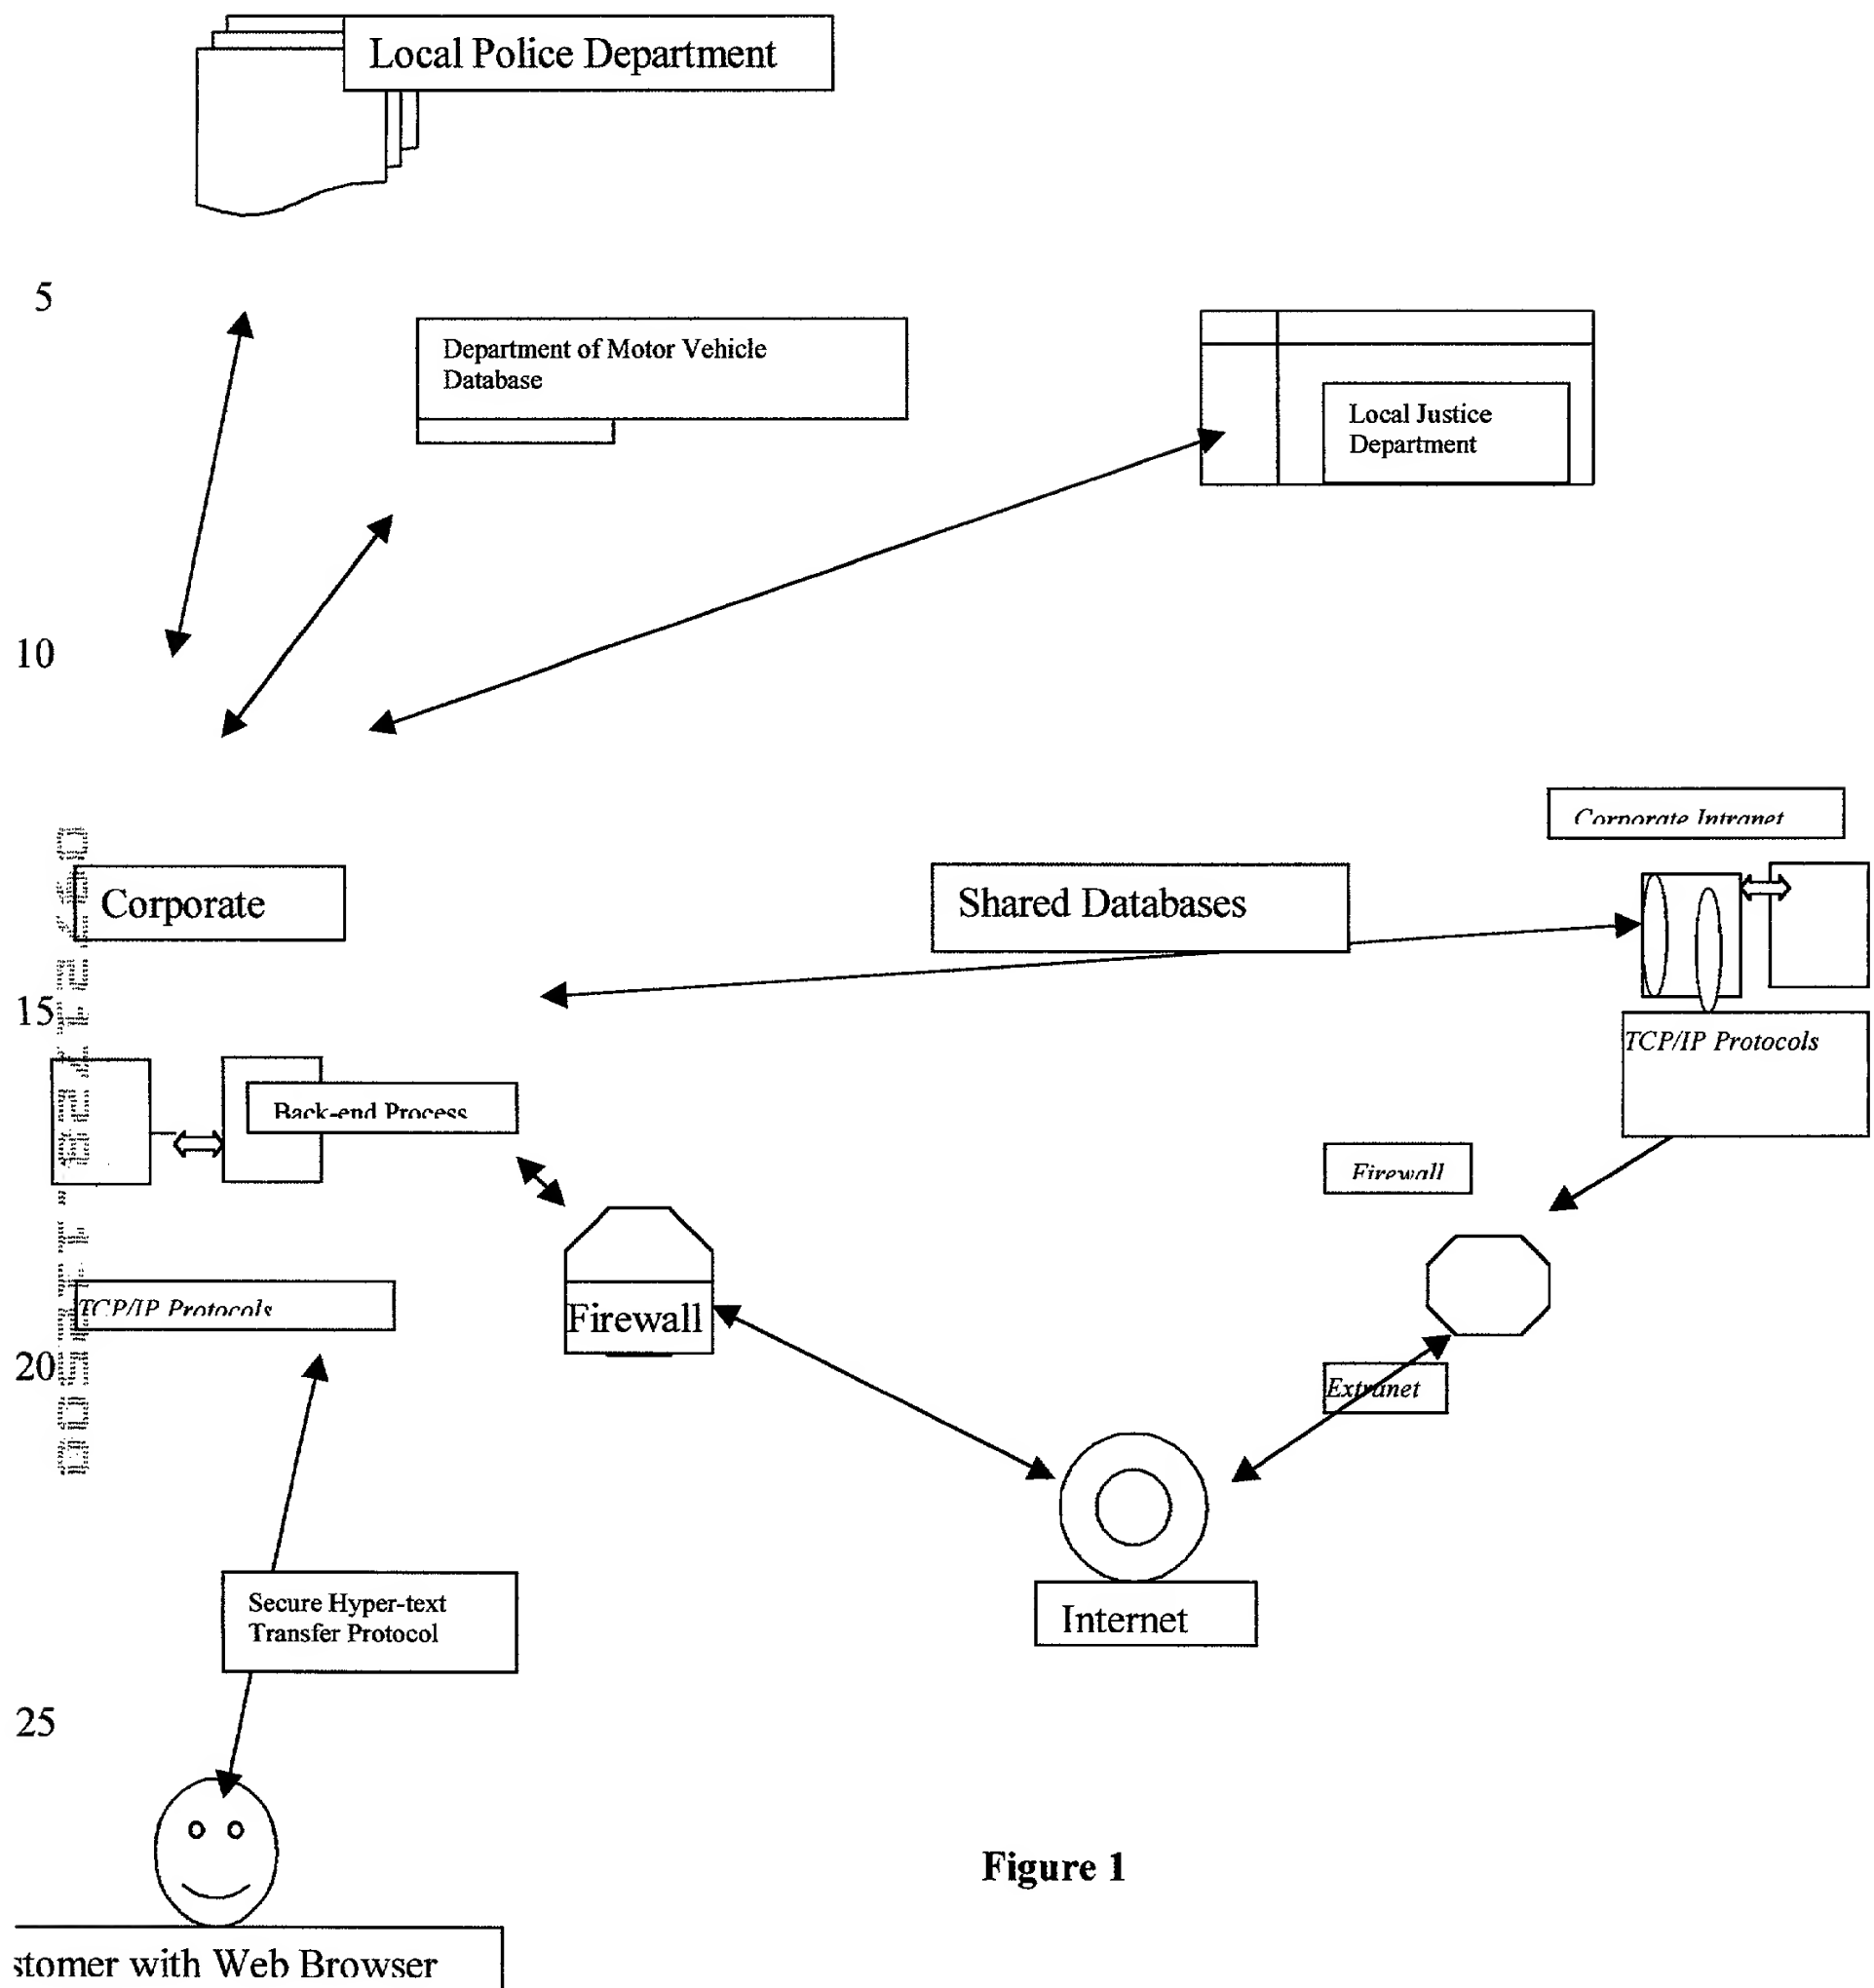 Local Police Department
5
Department of Motor Vehicle
Database
Local Justice
Department
10
Corporate Intranet
Corporate
Shared Databases
15
TCP/IP Protocols
Back-end Process
Firewall
TCP/IP Protocols
Firewall
20
Extranet
Secure Hyper-text
Transfer Protocol
Internet
25
Figure 1
stomer with Web Browser